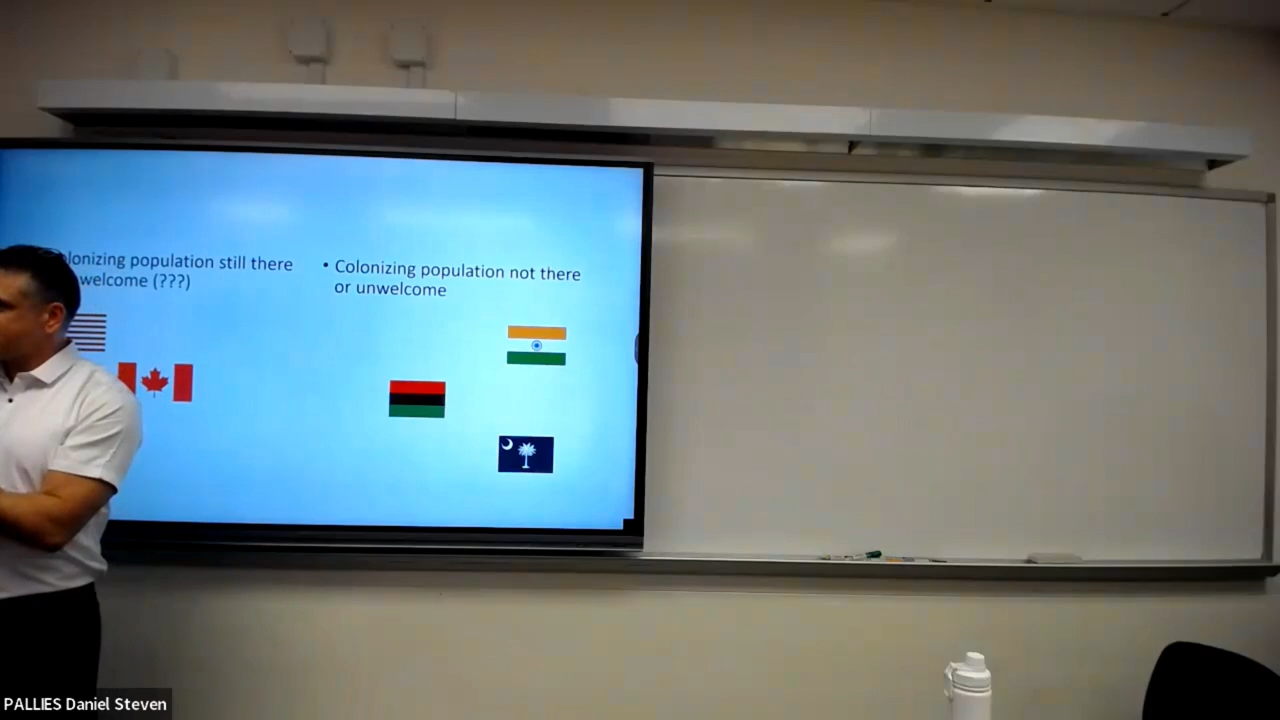 lonizing population still there
welcome (???)
• Colonizing population not there
or unwelcome
PALLIES Daniel Steven